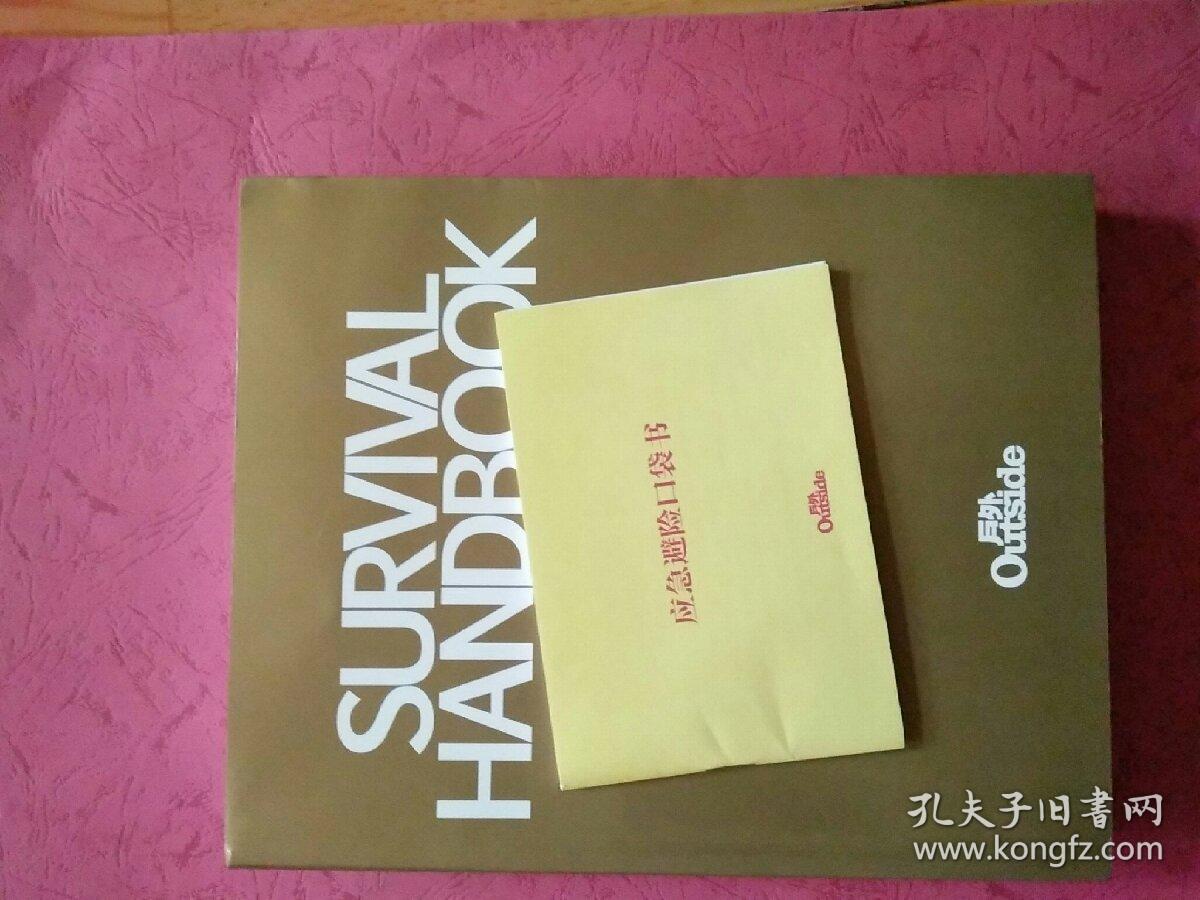 SURVIVAL
HANDBOOK
户外
Outside
应急避险口袋书
户外
Outside
孔夫子旧書网
www.kongfz.com